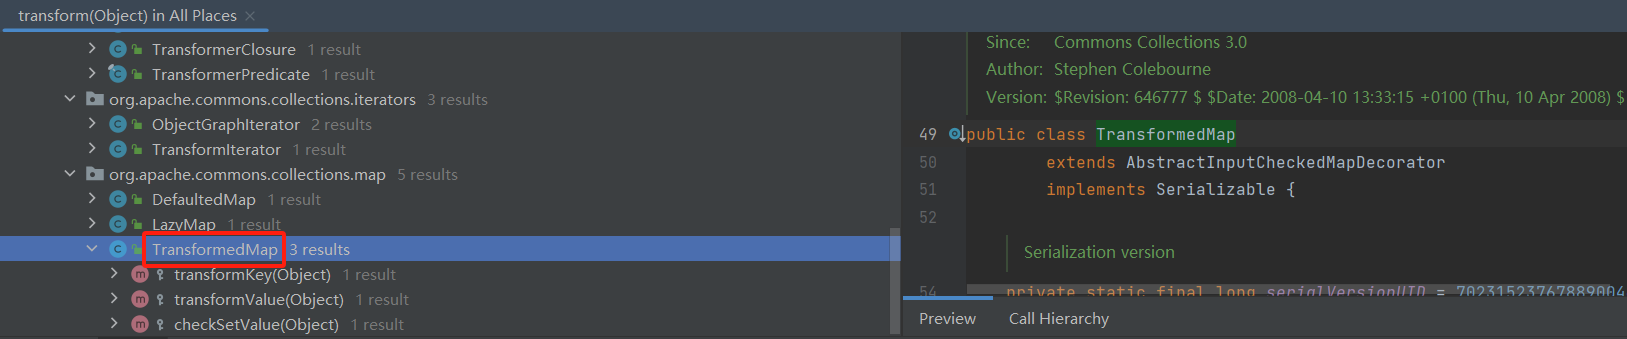 transform(Object) in All Places
TransformerClosure 1 result
TransformerPredicate 1 result
org.apache.commons.collections.iterators 3 results
ObjectGraphIterator 2 results
TransformIterator 1 result
org.apache.commons.collections.map 5 results
DefaultedMap 1 result
LazyMap 1 result
TransformedMap 3 results
transformKey(Object) 1 result
transformValue(Object) 1 result
checkSetValue(Object) 1 result
Since: Commons Collections 3.0
Author: Stephen Colebourne
Version: $Revision: 646777 $ $Date: 2008-04-10 13:33:15 +0100 (Thu, 10 Apr 2008) $
49 public class TransformedMap
50 extends AbstractInputCheckedMapDecorator
51 implements Serializable {
52
Serialization version
54 private static final long serialVersionUID = 70231523767889004
Preview Call Hierarchy